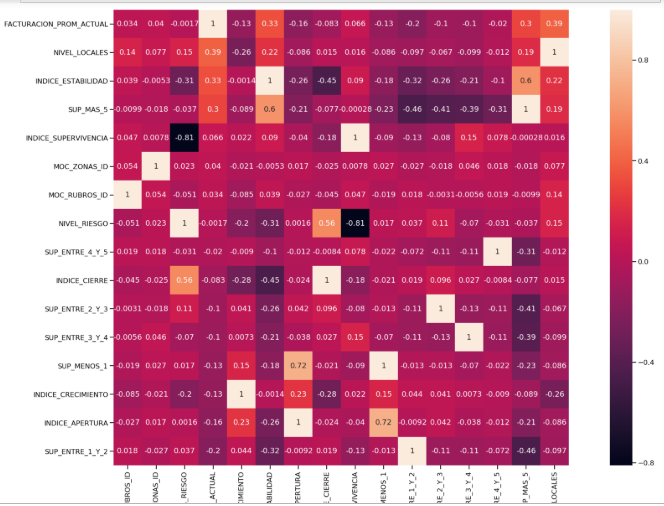 FACTURACION_PROM_ACTUAL 0.034 0.04 -0.0017 1 -0.13 0.33 -0.16 -0.083 0.066 -0.13 -0.2 -0.1 -0.1 -0.02 0.3 0.39
NIVEL_LOCALES 0.14 0.077 0.15 0.39 -0.26 0.22 -0.086 0.015 0.016 -0.086 -0.097 -0.067 -0.099 -0.012 0.19 1
INDICE_ESTABILIDAD 0.039 -0.0053 -0.31 0.33 -0.0014 1 -0.26 -0.45 0.09 -0.18 -0.32 -0.26 -0.21 -0.1 0.6 0.22
SUP_MAS_5 -0.0099 -0.018 -0.037 0.3 -0.089 0.6 -0.21 -0.077 -0.00028 -0.23 -0.46 -0.41 -0.39 -0.31 1 0.19
INDICE_SUPERVIVENCIA 0.047 0.0078 -0.81 0.066 0.022 0.09 -0.04 -0.18 1 -0.09 -0.13 -0.08 0.15 0.078 -0.00028 0.016
MOC_ZONAS_ID 0.054 1 0.023 0.04 -0.021 -0.0053 0.017 -0.025 0.0078 0.027 -0.027 -0.018 0.046 0.018 -0.018 0.077
MOC_RUBROS_ID 1 0.054 -0.051 0.034 -0.085 0.039 -0.027 -0.045 0.047 -0.019 0.018 -0.0031 -0.0056 0.019 -0.0099 0.14
NIVEL_RIESGO -0.051 0.023 1 -0.0017 -0.2 -0.31 0.0016 0.56 -0.81 0.017 0.037 0.11 -0.07 -0.031 -0.037 0.15
SUP_ENTRE_4_Y_5 0.019 0.018 -0.031 -0.02 -0.009 -0.1 -0.012 -0.0084 0.078 -0.022 -0.072 -0.11 -0.11 1 -0.31 -0.012
INDICE_CIERRE -0.045 -0.025 0.56 -0.083 -0.28 -0.45 -0.024 1 -0.18 -0.021 0.019 0.096 0.027 -0.0084 -0.077 0.015
SUP_ENTRE_2_Y_3 -0.0031 -0.018 0.11 -0.1 0.041 -0.26 0.042 0.096 -0.08 -0.013 -0.11 1 -0.13 -0.11 -0.41 -0.067
SUP_ENTRE_3_Y_4 -0.0056 0.046 -0.07 -0.1 0.0073 -0.21 -0.038 0.027 0.15 -0.07 -0.11 -0.13 1 -0.11 -0.39 -0.099
SUP_MENOS_1 -0.019 0.027 0.017 -0.13 0.15 -0.18 0.72 -0.021 -0.09 1 -0.013 -0.013 -0.07 -0.022 -0.23 -0.086
INDICE_CRECIMIENTO -0.085 -0.021 -0.2 -0.13 1 -0.0014 0.23 -0.28 0.022 0.15 0.044 0.041 0.0073 -0.009 -0.089 -0.26
INDICE_APERTURA -0.027 0.017 0.0016 -0.16 0.23 -0.26 1 -0.024 -0.04 0.72 -0.0092 0.042 -0.038 -0.012 -0.21 -0.086
SUP_ENTRE_1_Y_2 0.018 -0.027 0.037 -0.2 0.044 -0.32 -0.0092 0.019 -0.13 -0.013 1 -0.11 -0.11 -0.072 -0.46 -0.097
BROS_ID ONAS_ID _RIESGO _ACTUAL CIMIENTO ABILIDAD PERTURA E_CIERRE VIVENCIA MENOS_1 RE_1_Y_2 RE_2_Y_3 RE_3_Y_4 RE_4_Y_5 P_MAS_5 LOCALES
0.8
0.4
0.0
−0.4
−0.8